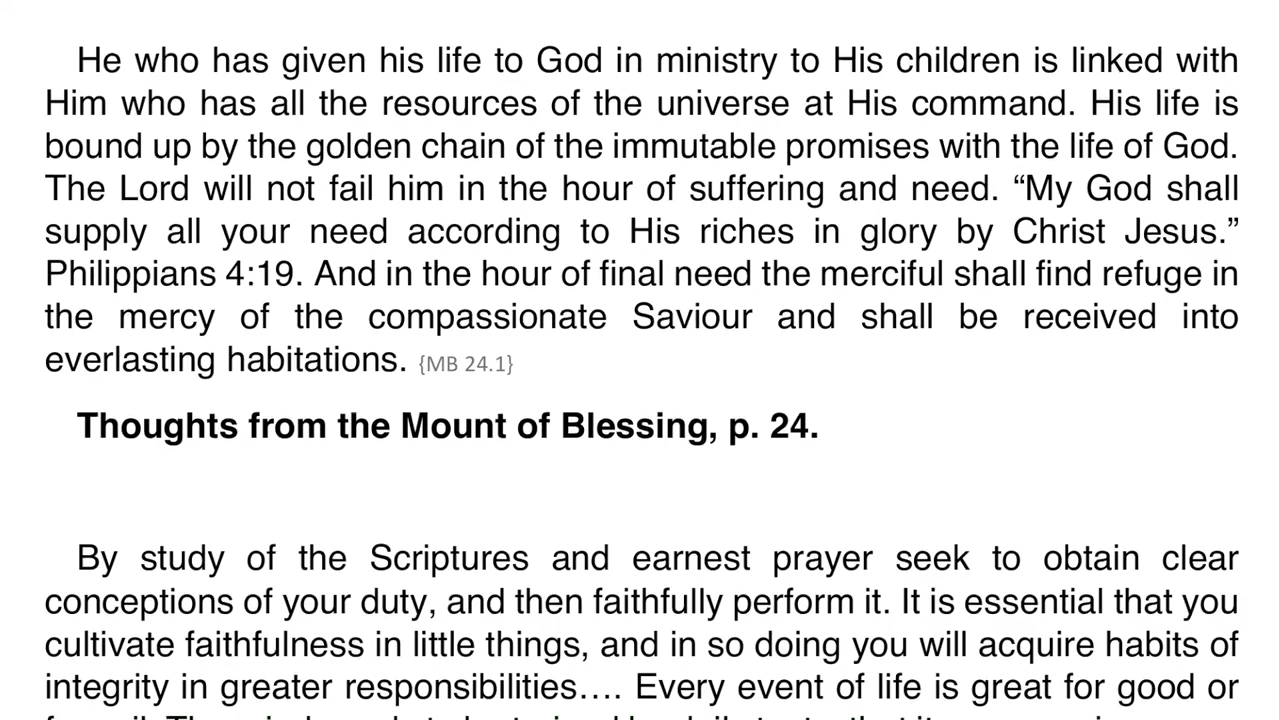 He who has given his life to God in ministry to His children is linked with
Him who has all the resources of the universe at His command. His life is
bound up by the golden chain of the immutable promises with the life of God.
The Lord will not fail him in the hour of suffering and need. “My God shall
supply all your need according to His riches in glory by Christ Jesus.”
Philippians 4:19. And in the hour of final need the merciful shall find refuge in
the mercy of the compassionate Saviour and shall be received into
everlasting habitations. {MB 24.1}
Thoughts from the Mount of Blessing, p. 24.
By study of the Scriptures and earnest prayer seek to obtain clear
conceptions of your duty, and then faithfully perform it. It is essential that you
cultivate faithfulness in little things, and in so doing you will acquire habits of
integrity in greater responsibilities…. Every event of life is great for good or